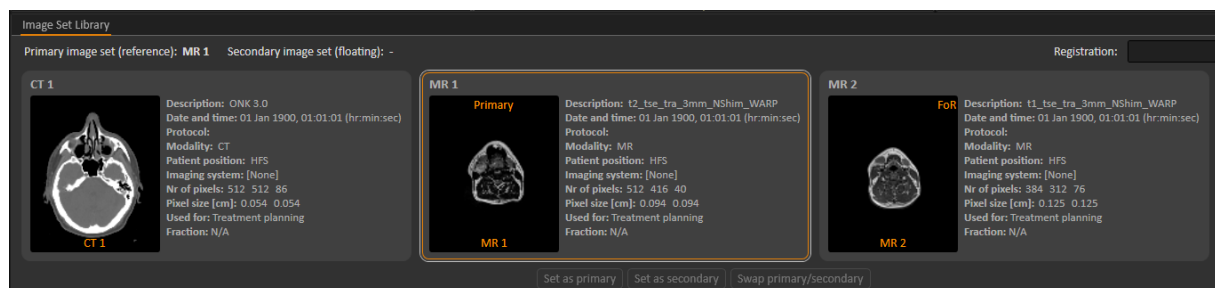 Image Set Library
Primary image set (reference): MR 1 Secondary image set (floating): - Registration:
CT 1
Description: ONK 3.0
Date and time: 01 Jan 1900, 01:01:01 (hr:min:sec)
Protocol:
Modality: CT
Patient position: HFS
Imaging system: [None]
Nr of pixels: 512 512 86
Pixel size [cm]: 0.054 0.054
Used for: Treatment planning
Fraction: N/A
CT 1
MR 1
Primary
Description: t2_tse_tra_3mm_NShim_WARP
Date and time: 01 Jan 1900, 01:01:01 (hr:min:sec)
Protocol:
Modality: MR
Patient position: HFS
Imaging system: [None]
Nr of pixels: 512 416 40
Pixel size [cm]: 0.094 0.094
Used for: Treatment planning
Fraction: N/A
MR 1
MR 2
FoR
Description: t1_tse_tra_3mm_NShim_WARP
Date and time: 01 Jan 1900, 01:01:01 (hr:min:sec)
Protocol:
Modality: MR
Patient position: HFS
Imaging system: [None]
Nr of pixels: 384 312 76
Pixel size [cm]: 0.125 0.125
Used for: Treatment planning
Fraction: N/A
MR 2
Set as primary Set as secondary Swap primary/secondary